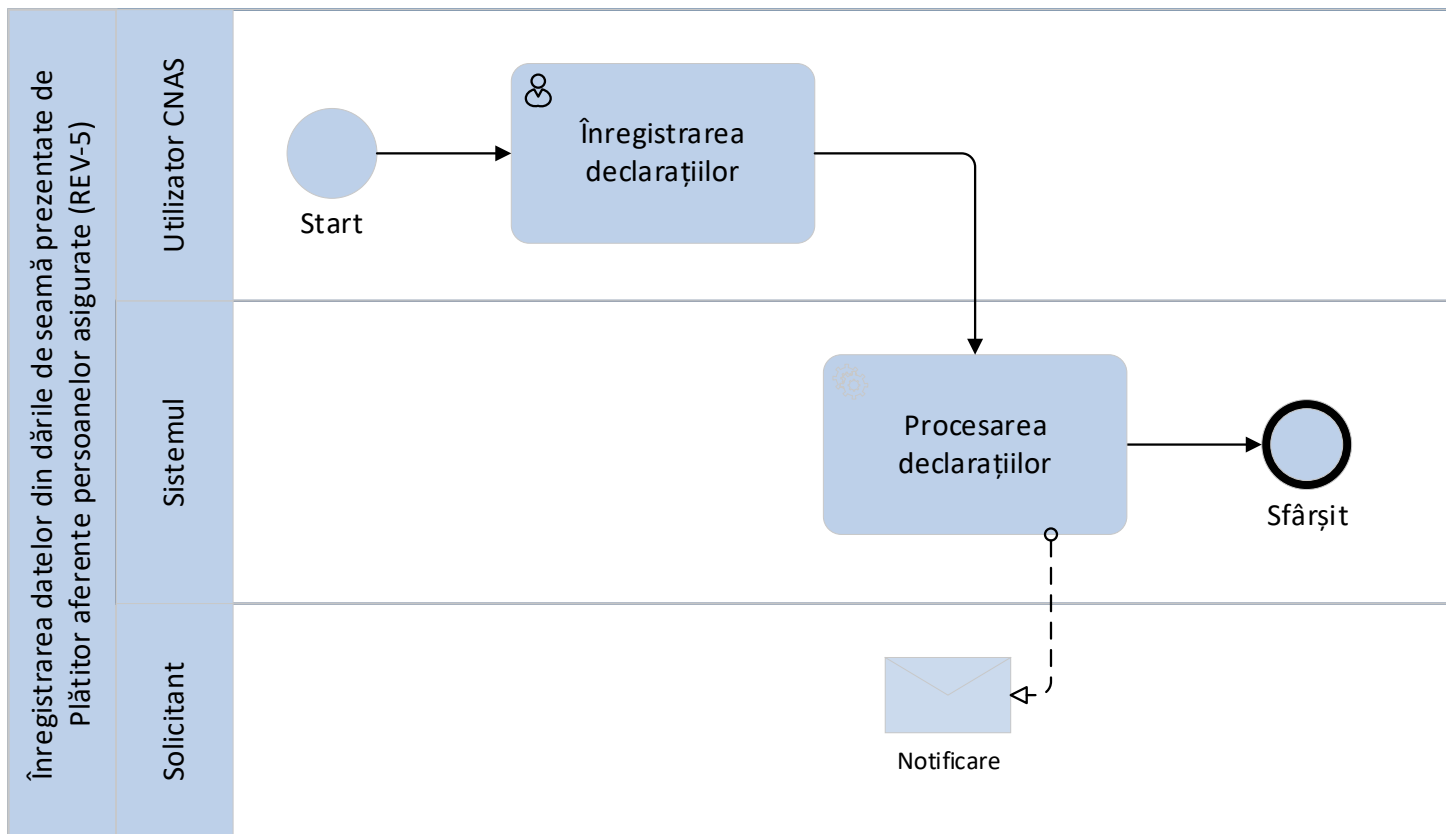 Înregistrarea datelor din dările de seamă prezentate de
Plătitor aferente persoanelor asigurate (REV-5)
Utilizator CNAS
Start
Înregistrarea
declarațiilor
Sistemul
Procesarea
declarațiilor
Sfârșit
Solicitant
Notificare